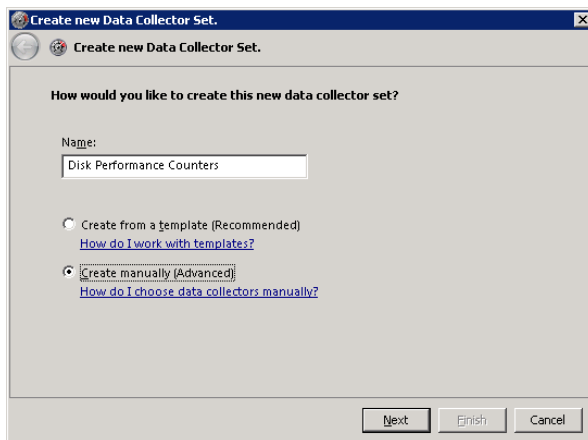 Create new Data Collector Set.
Create new Data Collector Set.
How would you like to create this new data collector set?
Name:
Disk Performance Counters
Create from a template (Recommended)
How do I work with templates?
Create manually (Advanced)
How do I choose data collectors manually?
Next Finish Cancel